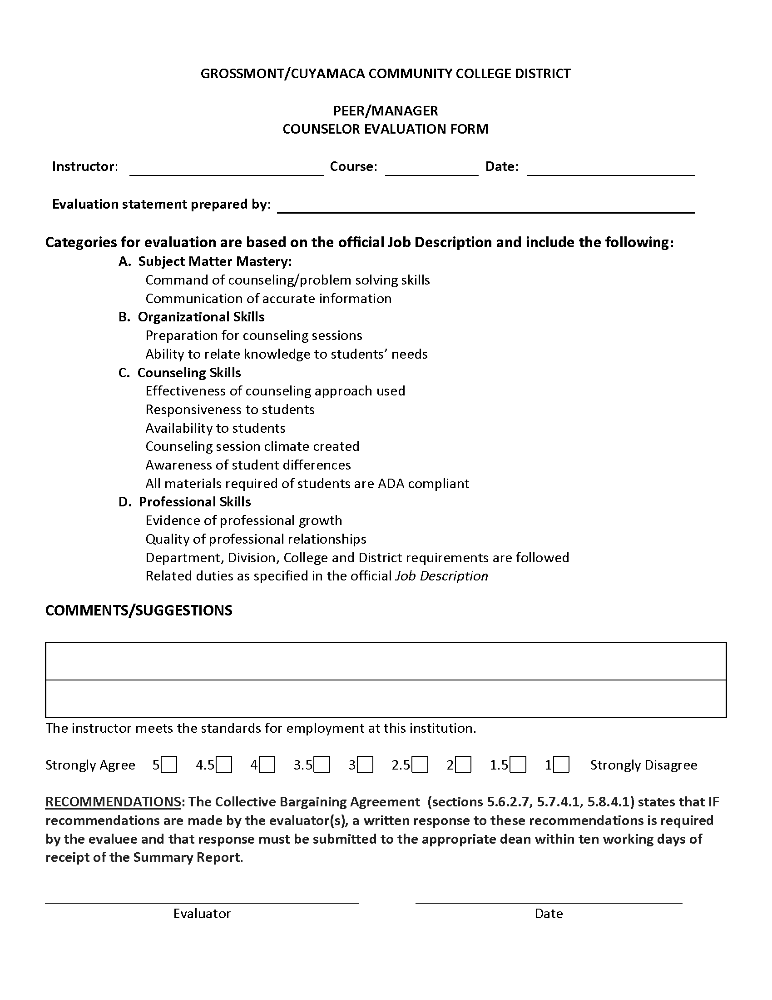 GROSSMONT/CUYAMACA COMMUNITY COLLEGE DISTRICT
PEER/MANAGER
COUNSELOR EVALUATION FORM
Instructor: Course: Date:
Evaluation statement prepared by:
Categories for evaluation are based on the official Job Description and include the following:
A. Subject Matter Mastery:
Command of counseling/problem solving skills
Communication of accurate information
B. Organizational Skills
Preparation for counseling sessions
Ability to relate knowledge to students’ needs
C. Counseling Skills
Effectiveness of counseling approach used
Responsiveness to students
Availability to students
Counseling session climate created
Awareness of student differences
All materials required of students are ADA compliant
D. Professional Skills
Evidence of professional growth
Quality of professional relationships
Department, Division, College and District requirements are followed
Related duties as specified in the official Job Description
COMMENTS/SUGGESTIONS
The instructor meets the standards for employment at this institution.
Strongly Agree 5☐ 4.5☐ 4☐ 3.5☐ 3☐ 2.5☐ 2☐ 1.5☐ 1☐ Strongly Disagree
RECOMMENDATIONS: The Collective Bargaining Agreement (sections 5.6.2.7, 5.7.4.1, 5.8.4.1) states that IF
recommendations are made by the evaluator(s), a written response to these recommendations is required
by the evaluee and that response must be submitted to the appropriate dean within ten working days of
receipt of the Summary Report.
Evaluator Date